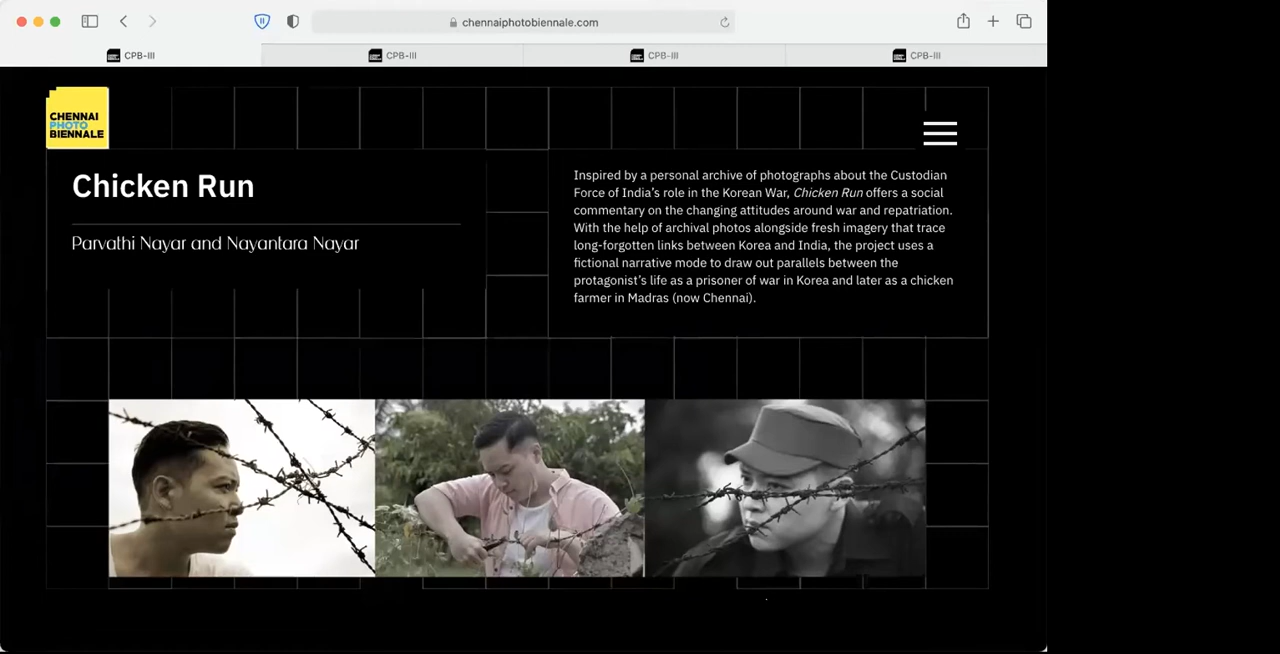 chennaiphotobiennale.com
CPB-III
CPB-III
CPB-III
CPB-III
CHENNAI
PHOTO
BIENNALE
Chicken Run
Parvathi Nayar and Nayantara Nayar
Inspired by a personal archive of photographs about the Custodian
Force of India's role in the Korean War, Chicken Run offers a social
commentary on the changing attitudes around war and repatriation.
With the help of archival photos alongside fresh imagery that trace
long-forgotten links between Korea and India, the project uses a
fictional narrative mode to draw out parallels between the
protagonist's life as a prisoner of war in Korea and later as a chicken
farmer in Madras (now Chennai).